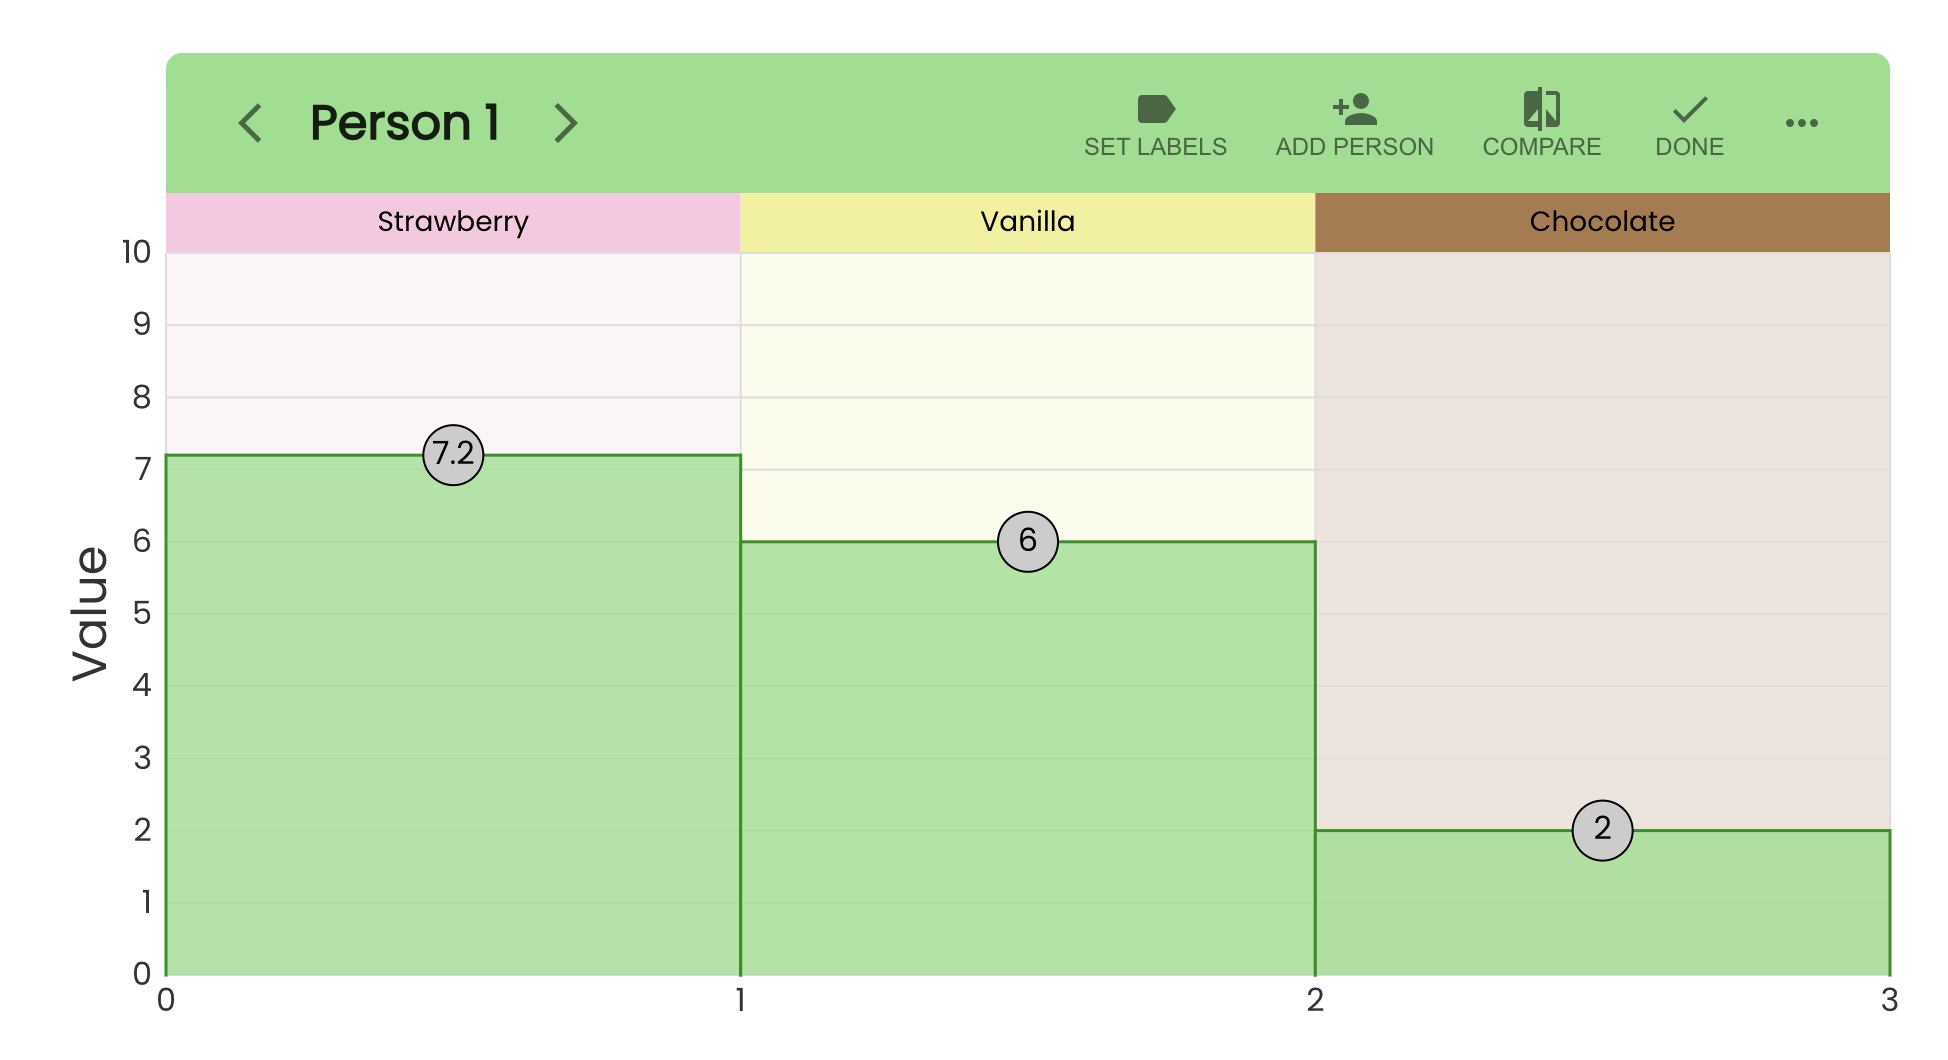 Person 1
SET LABELS
ADD PERSON
COMPARE
DONE
Strawberry
Vanilla
Chocolate
10
9
8
7.2
7
6
6
5
4
3
2
2
1
0
Value
0
1
2
3